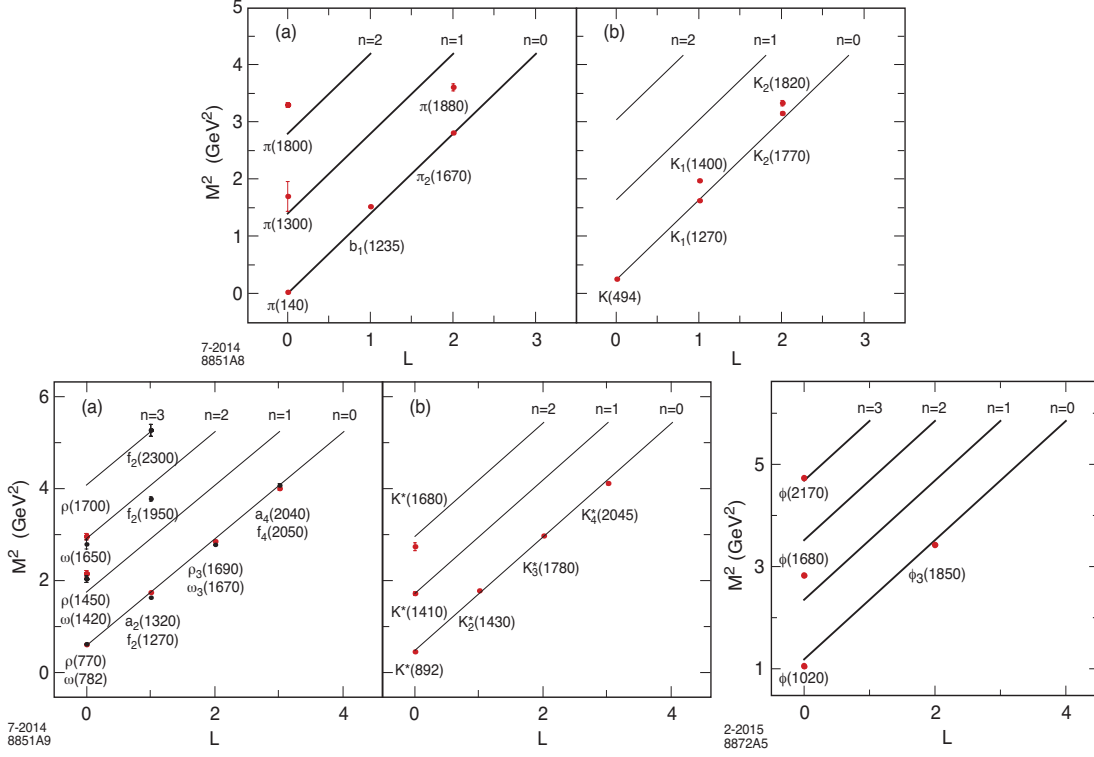 5
4
3
2
1
0
M² (GeV²)
(a)
n=2
n=1
n=0
π(1800)
π(1880)
π₂(1670)
π(1300)
b₁(1235)
π(140)
0
1
2
3
L
7-2014
8851A8
(b)
n=2
n=1
n=0
K₂(1820)
K₁(1400)
K₂(1770)
K₁(1270)
K(494)
0
1
2
3
L
6
4
2
0
M² (GeV²)
(a)
n=3
n=2
n=1
n=0
f₂(2300)
ρ(1700)
f₂(1950)
a₄(2040)
f₄(2050)
ω(1650)
ρ₃(1690)
ω₃(1670)
ρ(1450)
ω(1420)
a₂(1320)
f₂(1270)
ρ(770)
ω(782)
0
2
4
L
7-2014
8851A9
(b)
n=2
n=1
n=0
K*(1680)
K*₄(2045)
K*₃(1780)
K*(1410)
K*₂(1430)
K*(892)
0
2
4
L
5
3
1
M² (GeV²)
n=3
n=2
n=1
n=0
ϕ(2170)
ϕ(1680)
ϕ₃(1850)
ϕ(1020)
0
2
4
L
2-2015
8872A5